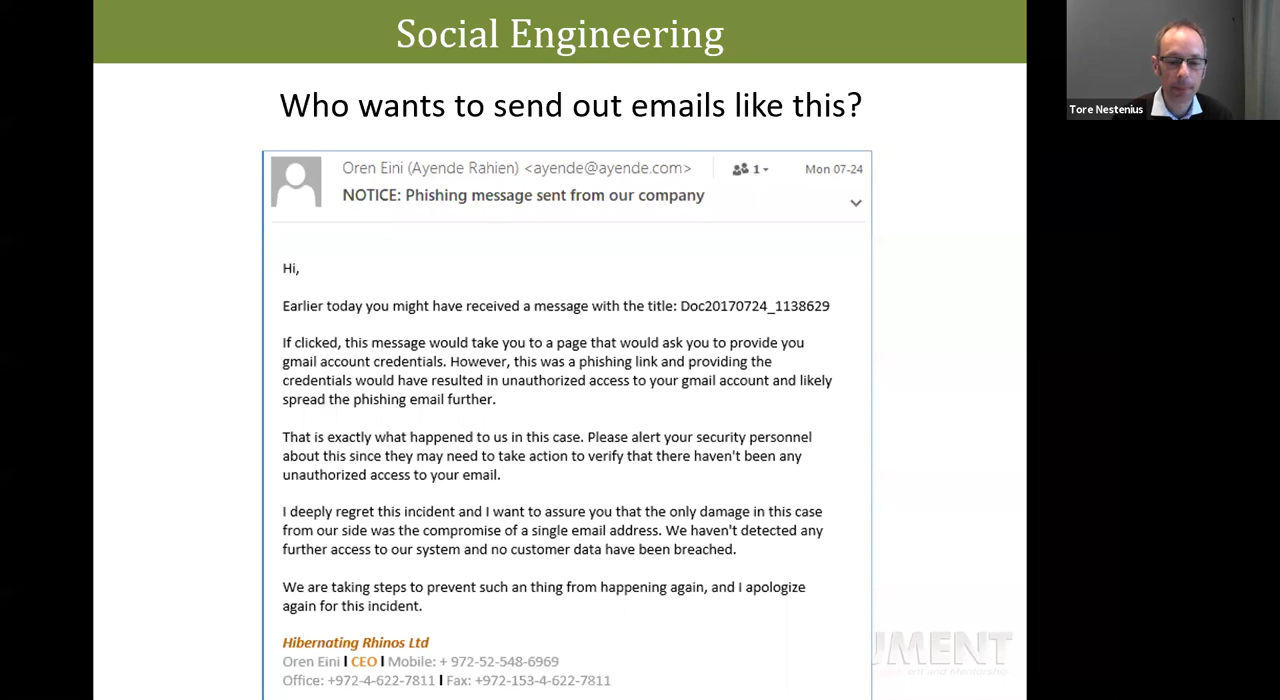 Social Engineering
Tore Nestenius
Who wants to send out emails like this?
Oren Eini (Ayende Rahien) <ayende@ayende.com>
1
Mon 07-24
NOTICE: Phishing message sent from our company
Hi,
Earlier today you might have received a message with the title: Doc20170724_1138629
If clicked, this message would take you to a page that would ask you to provide you
gmail account credentials. However, this was a phishing link and providing the
credentials would have resulted in unauthorized access to your gmail account and likely
spread the phishing email further.
That is exactly what happened to us in this case. Please alert your security personnel
about this since they may need to take action to verify that there haven't been any
unauthorized access to your email.
I deeply regret this incident and I want to assure you that the only damage in this case
from our side was the compromise of a single email address. We haven't detected any
further access to our system and no customer data have been breached.
We are taking steps to prevent such an thing from happening again, and I apologize
again for this incident.
Hibernating Rhinos Ltd
Oren Eini l CEO l Mobile: + 972-52-548-6969
Office: +972-4-622-7811 l Fax: +972-153-4-622-7811
UMENT
ent and Mentorship